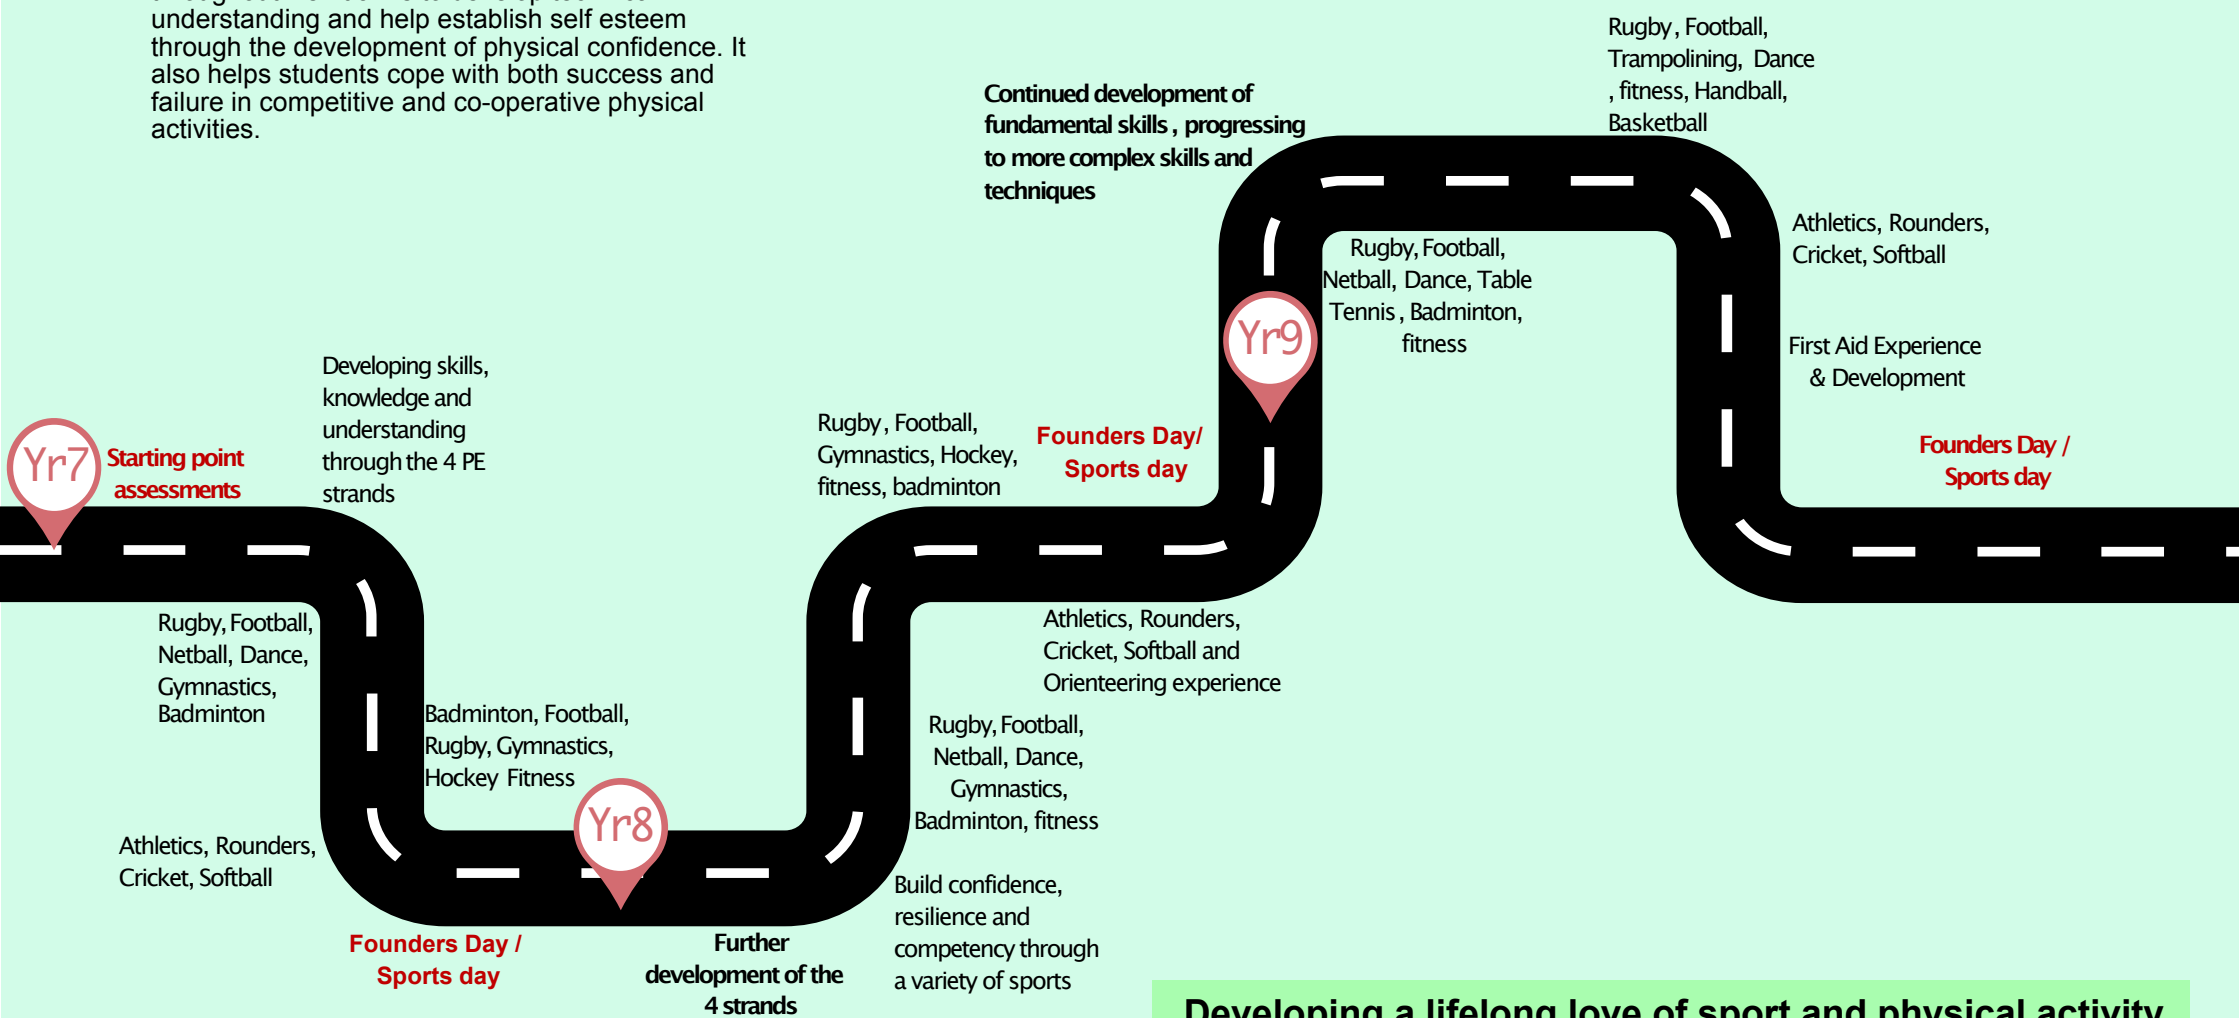 understanding and help establish self esteem
through the development of physical confidence. It
also helps students cope with both success and
failure in competitive and co-operative physical
activities.
Yr7
Starting point
assessments
Developing skills,
knowledge and
understanding
through the 4 PE
strands
Rugby, Football,
Netball, Dance,
Gymnastics,
Badminton
Athletics, Rounders,
Cricket, Softball
Badminton, Football,
Rugby, Gymnastics,
Hockey Fitness
Founders Day /
Sports day
Yr8
Further
development of the
4 strands
Build confidence,
resilience and
competency through
a variety of sports
Rugby, Football,
Netball, Dance,
Gymnastics,
Badminton, fitness
Rugby, Football,
Gymnastics, Hockey,
fitness, badminton
Athletics, Rounders,
Cricket, Softball and
Orienteering experience
Founders Day/
Sports day
Yr9
Continued development of
fundamental skills, progressing
to more complex skills and
techniques
Rugby, Football,
Netball, Dance, Table
Tennis, Badminton,
fitness
Rugby, Football,
Trampolining, Dance
, fitness, Handball,
Basketball
Athletics, Rounders,
Cricket, Softball
First Aid Experience
& Development
Founders Day /
Sports day
Developing a lifelong love of sport and physical activity